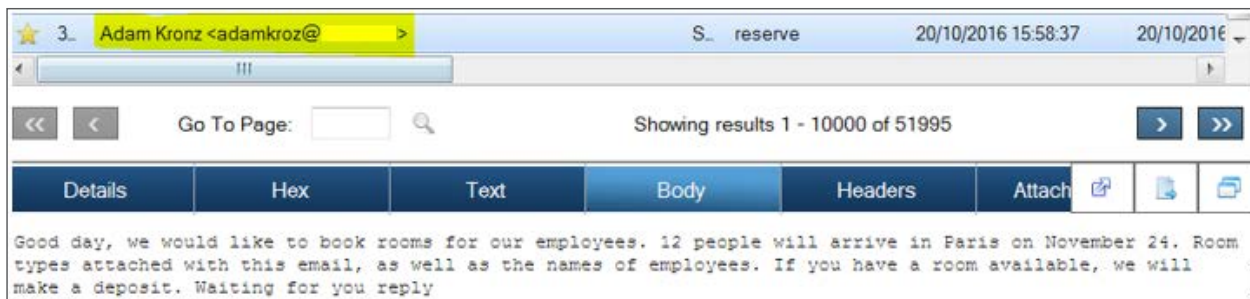 3... Adam Kronz <adamkroz@ > S... reserve 20/10/2016 15:58:37 20/10/2016
<< < Go To Page: Showing results 1 - 10000 of 51995 > >>
Details Hex Text Body Headers Attach
Good day, we would like to book rooms for our employees. 12 people will arrive in Paris on November 24. Room
types attached with this email, as well as the names of employees. If you have a room available, we will
make a deposit. Waiting for you reply